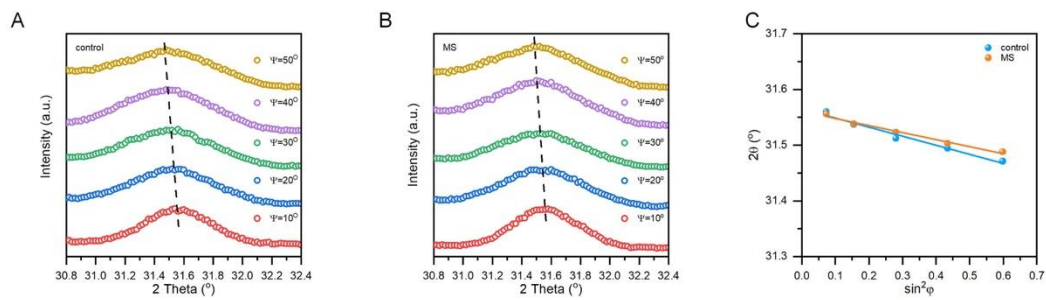 A
control
Ψ=50°
Ψ=40°
Ψ=30°
Ψ=20°
Ψ=10°
Intensity (a.u.)
30.8 31.0 31.2 31.4 31.6 31.8 32.0 32.2 32.4
2 Theta (°)
B
MS
Ψ=50°
Ψ=40°
Ψ=30°
Ψ=20°
Ψ=10°
Intensity (a.u.)
30.8 31.0 31.2 31.4 31.6 31.8 32.0 32.2 32.4
2 Theta (°)
C
control
MS
31.7
31.6
31.5
31.4
31.3
2θ (°)
0.0 0.1 0.2 0.3 0.4 0.5 0.6 0.7
sin²φ